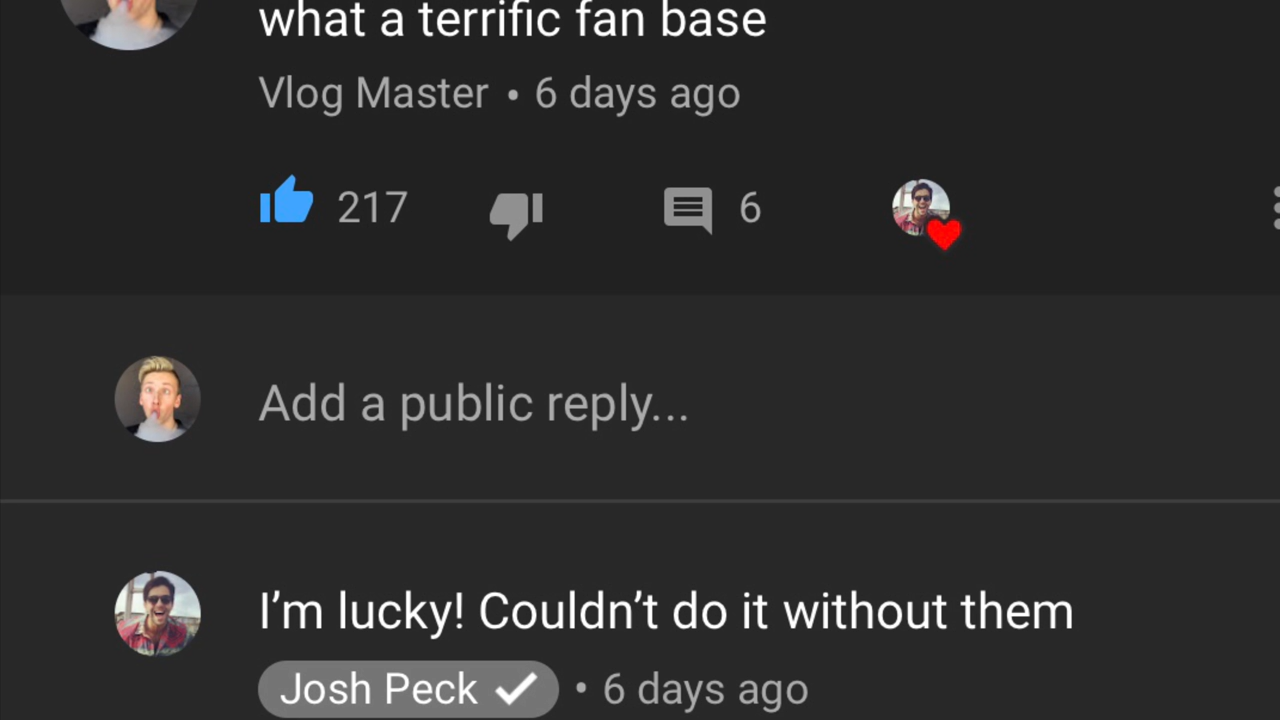 what a terrific fan base
Vlog Master • 6 days ago
217 6
Add a public reply...
I’m lucky! Couldn’t do it without them
Josh Peck • 6 days ago